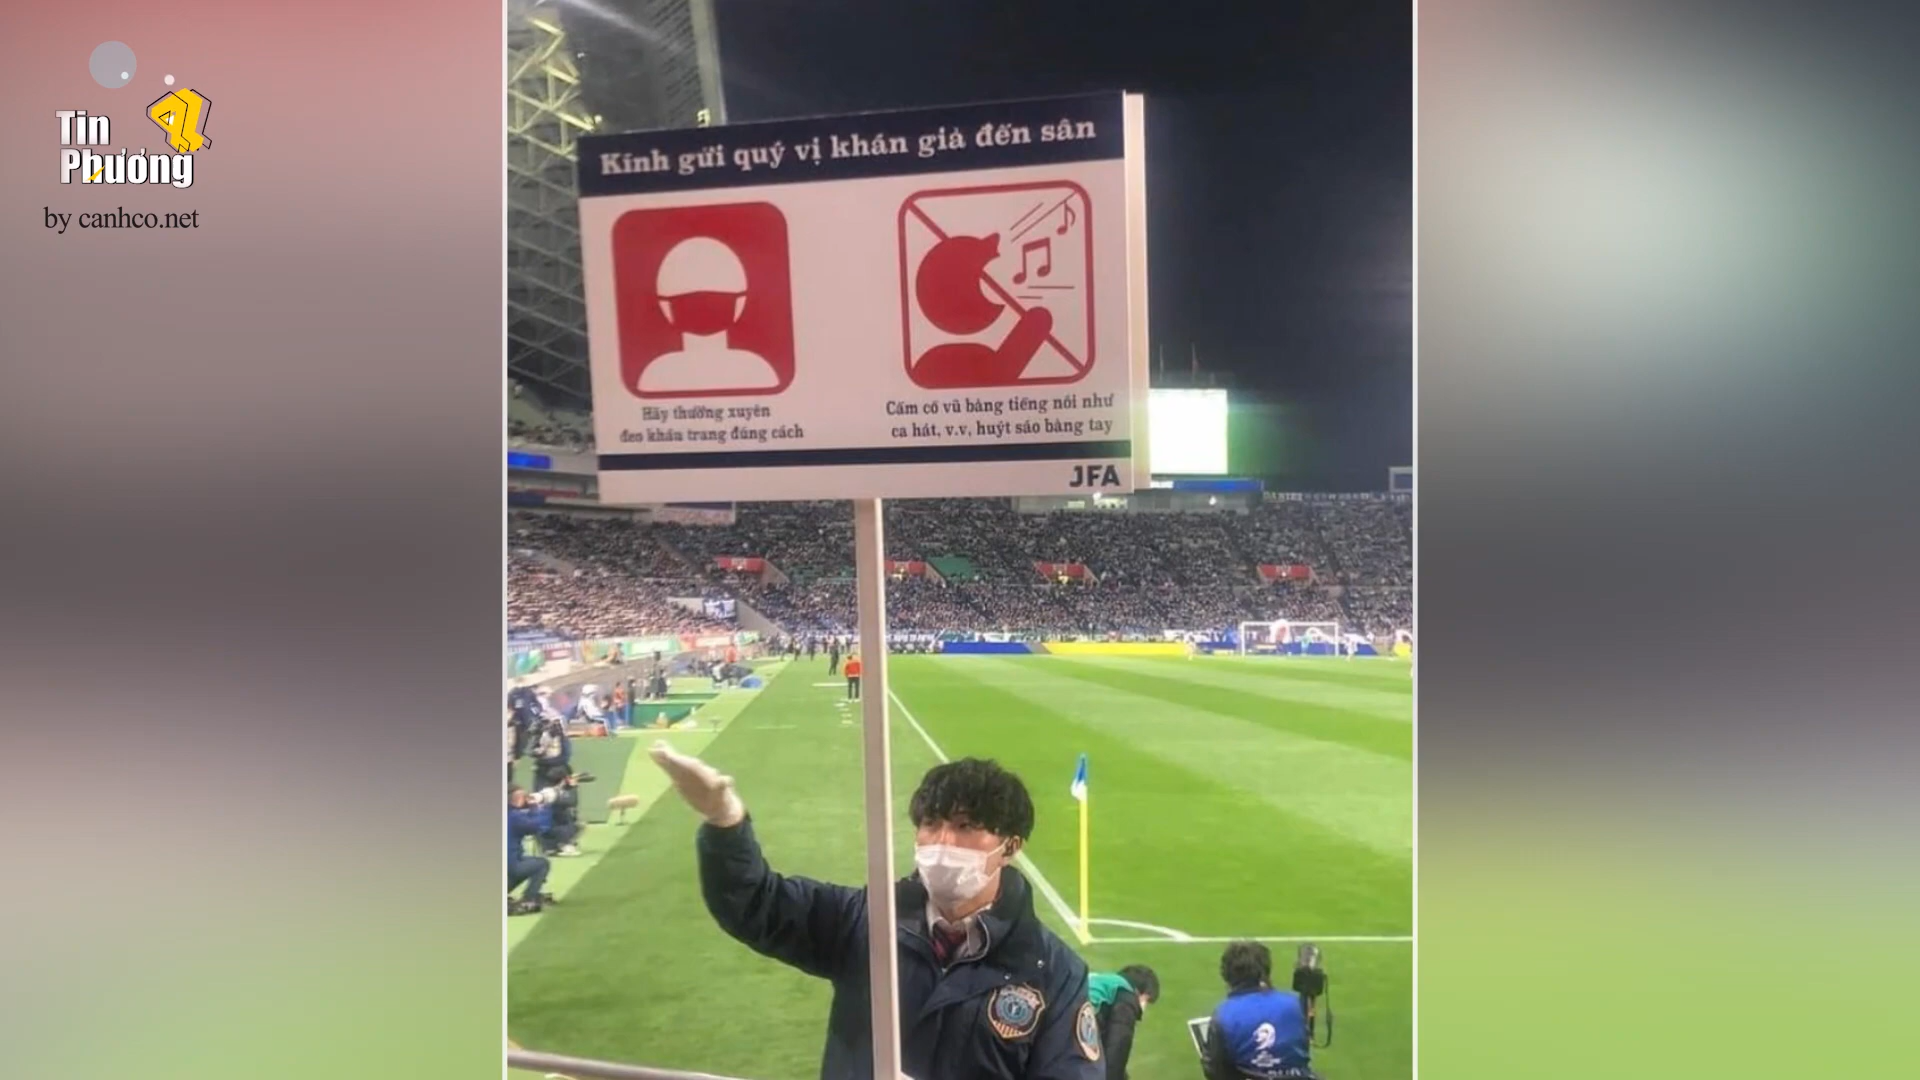 Tin
Phướng
by canhco.net
Kính gửi quý vị khán giả đến sân
Hãy thường xuyên
đeo khẩu trang đúng cách
Cấm cổ vũ bằng tiếng nói như
ca hát, v.v, huýt sáo bằng tay
JFA